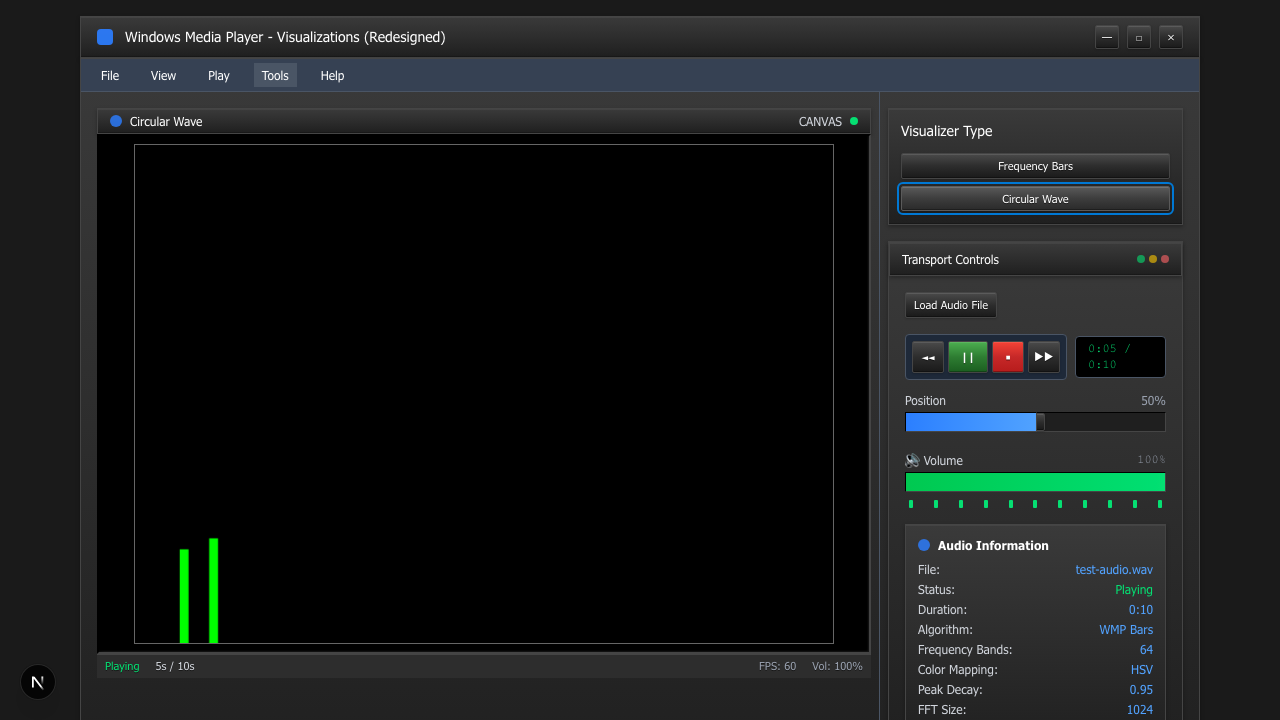 Windows Media Player - Visualizations (Redesigned)
File View Play Tools Help
Circular Wave CANVAS
Playing 5s / 10s FPS: 60 Vol: 100%
Visualizer Type
Frequency Bars
Circular Wave
Transport Controls
Load Audio File
0:05 /
0:10
Position 50%
Volume 100%
Audio Information
File: test-audio.wav
Status: Playing
Duration: 0:10
Algorithm: WMP Bars
Frequency Bands: 64
Color Mapping: HSV
Peak Decay: 0.95
FFT Size: 1024
N